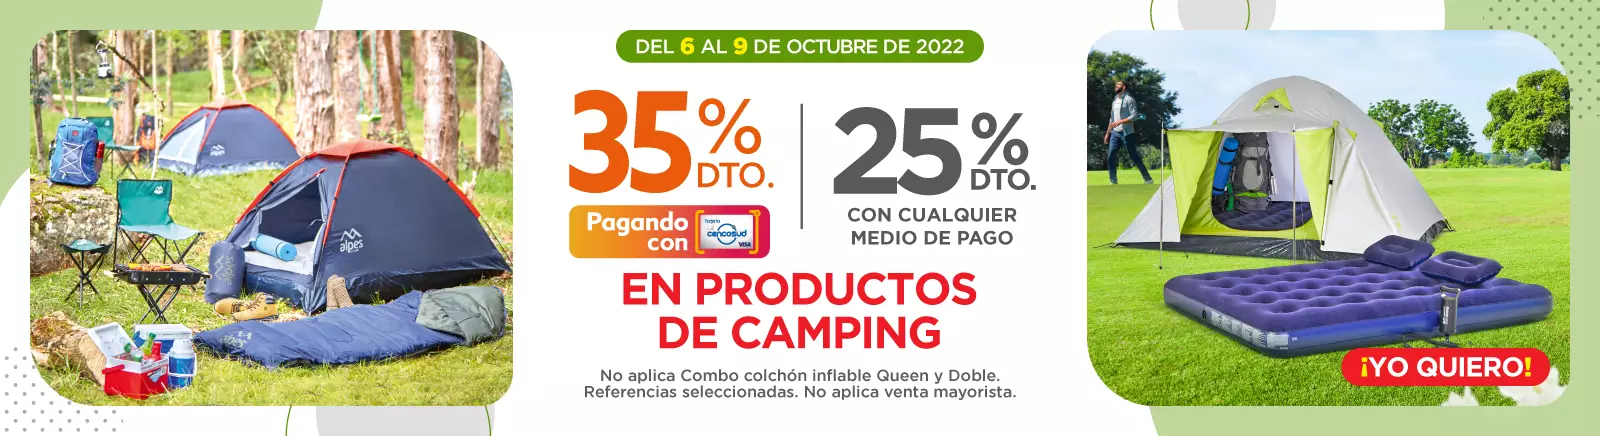 DEL 6 AL 9 DE OCTUBRE DE 2022
35% DTO.
Pagando con
Tarjeta
cencosud
VISA
25% DTO.
CON CUALQUIER
MEDIO DE PAGO
EN PRODUCTOS
DE CAMPING
No aplica Combo colchón inflable Queen y Doble.
Referencias seleccionadas. No aplica venta mayorista.
alpes
alpes
¡YO QUIERO!